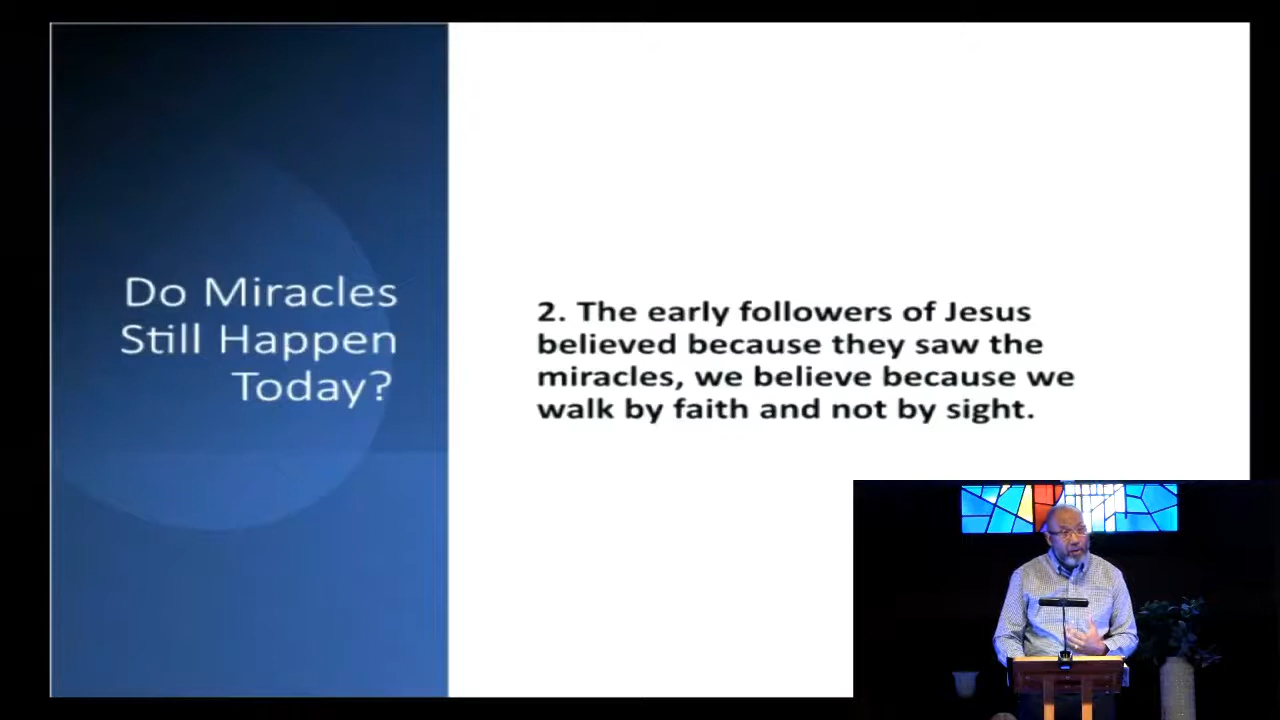 Do Miracles
Still Happen
Today?
2. The early followers of Jesus
believed because they saw the
miracles, we believe because we
walk by faith and not by sight.